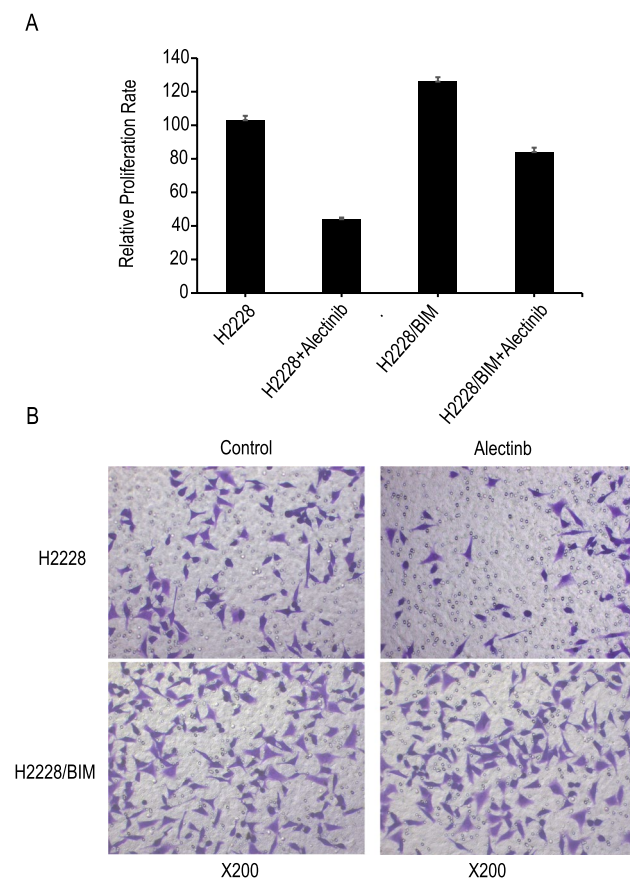 A
Relative Proliferation Rate
140
120
100
80
60
40
20
0
H2228
H2228+Alectinib
H2228/BIM
H2228/BIM+Alectinib
B
Control
Alectinb
H2228
H2228/BIM
X200
X200